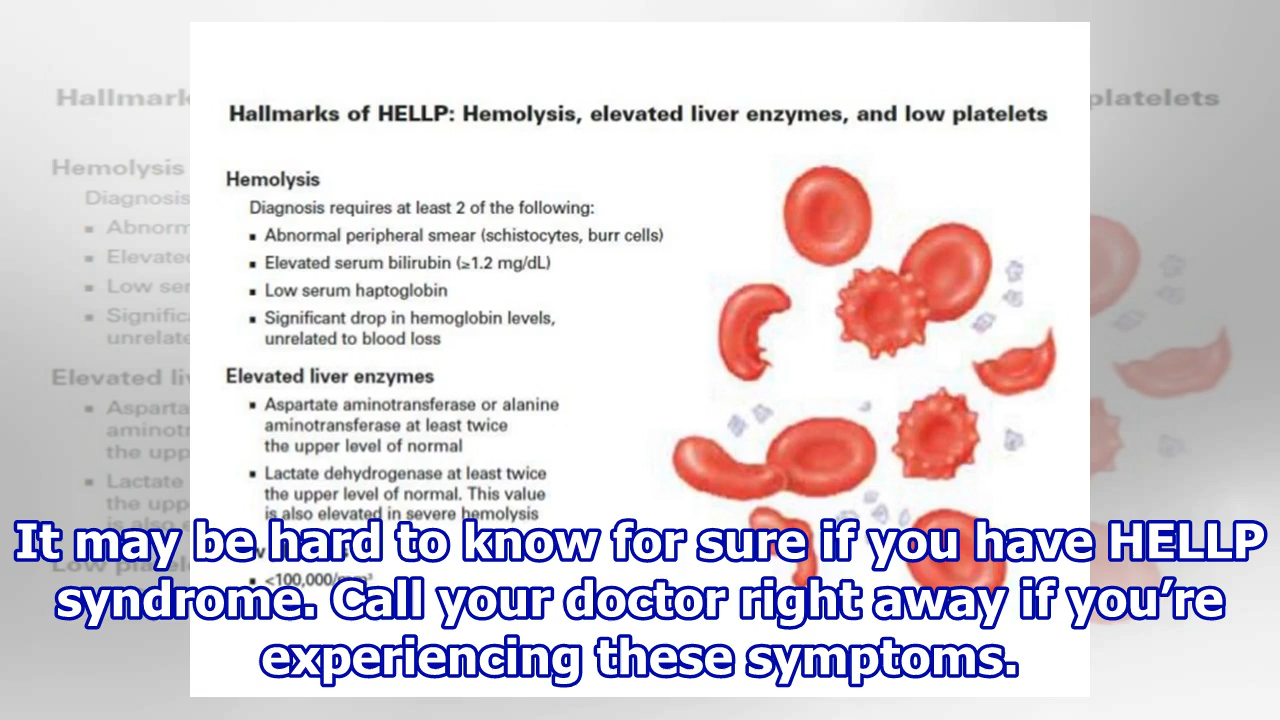 Hallmarks of HELLP: Hemolysis, elevated liver enzymes, and low platelets
Hemolysis
Diagnosis requires at least 2 of the following:
▪ Abnormal peripheral smear (schistocytes, burr cells)
▪ Elevated serum bilirubin (≥1.2 mg/dL)
▪ Low serum haptoglobin
▪ Significant drop in hemoglobin levels,
unrelated to blood loss
Elevated liver enzymes
▪ Aspartate aminotransferase or alanine
aminotransferase at least twice
the upper level of normal
▪ Lactate dehydrogenase at least twice
the upper level of normal. This value
is also elevated in severe hemolysis
▪ <100,000/mm³
It may be hard to know for sure if you have HELLP
syndrome. Call your doctor right away if you’re
experiencing these symptoms.